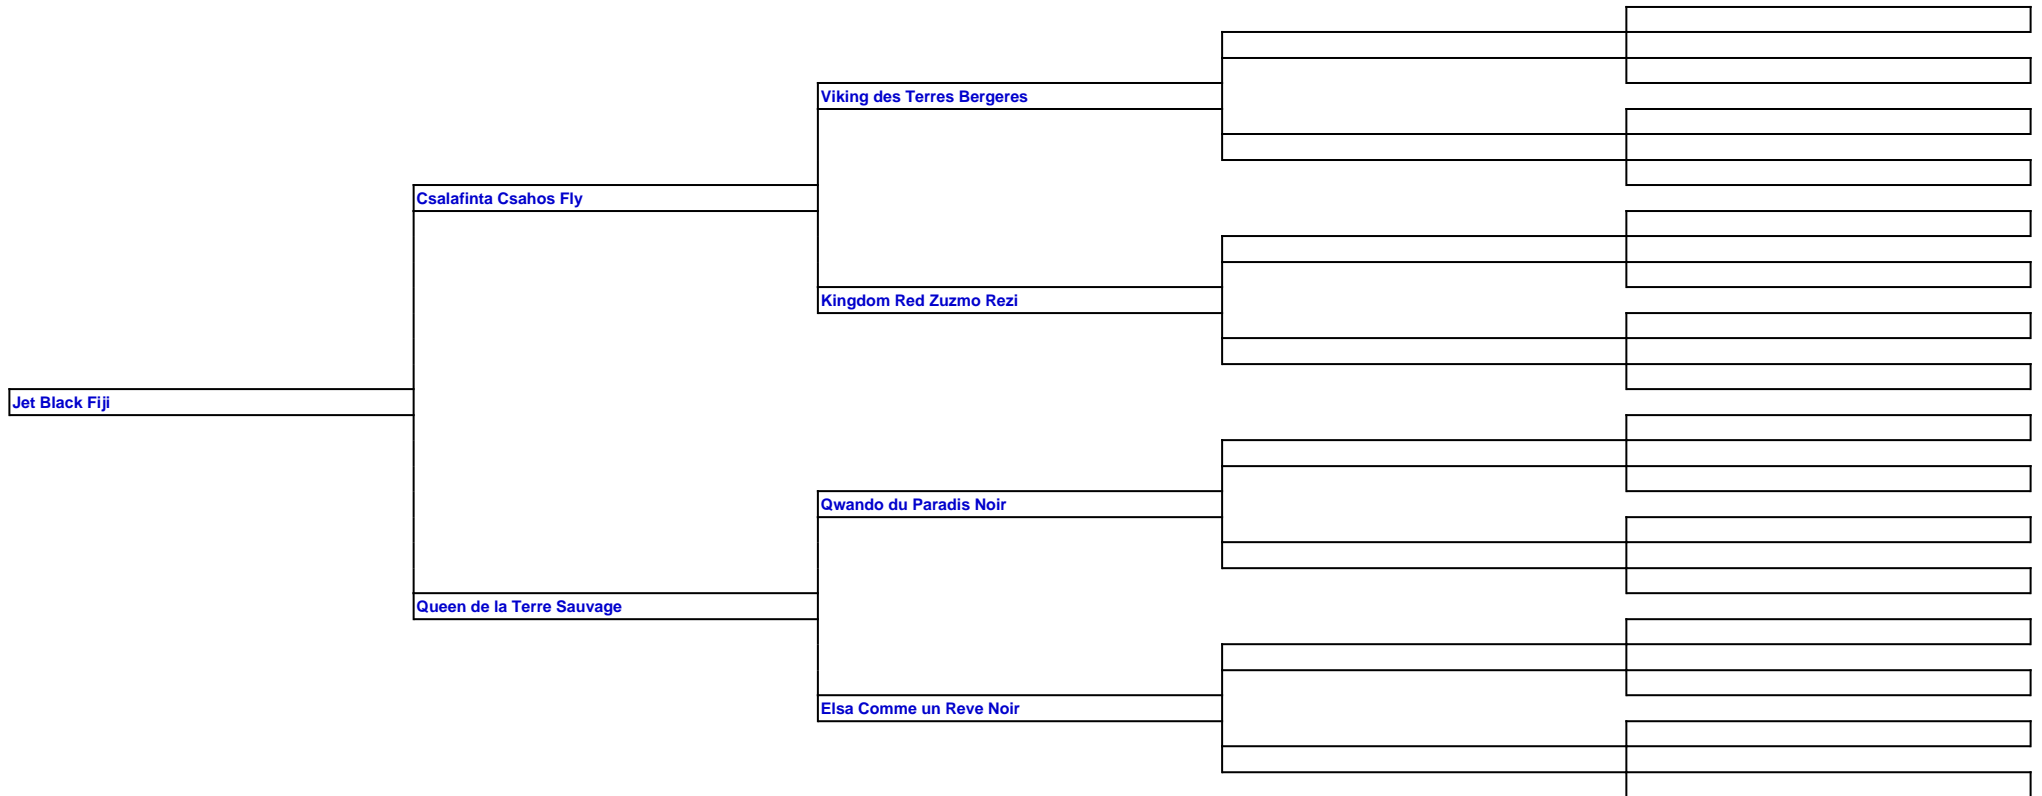 Viking des Terres Bergeres
Csalafinta Csahos Fly
Kingdom Red Zuzmo Rezi
Jet Black Fiji
Qwando du Paradis Noir
Queen de la Terre Sauvage
Elsa Comme un Reve Noir